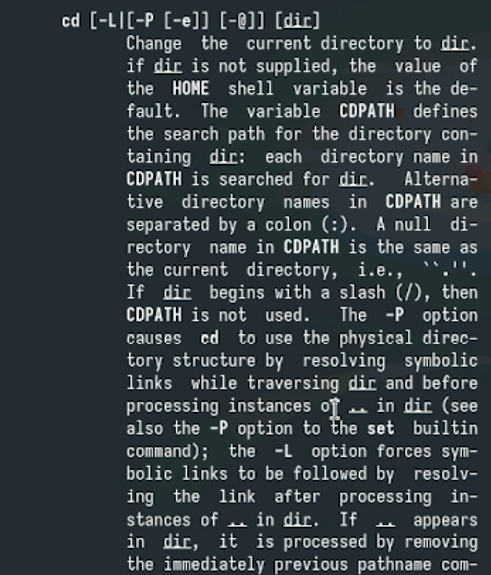 cd [-L|[-P [-e]] [-@]] [dir]
Change the current directory to dir.
if dir is not supplied, the value of
the HOME shell variable is the de-
fault. The variable CDPATH defines
the search path for the directory con-
taining dir: each directory name in
CDPATH is searched for dir. Alterna-
tive directory names in CDPATH are
separated by a colon (:). A null di-
rectory name in CDPATH is the same as
the current directory, i.e., ``.''.
If dir begins with a slash (/), then
CDPATH is not used. The -P option
causes cd to use the physical direc-
tory structure by resolving symbolic
links while traversing dir and before
processing instances of .. in dir (see
also the -P option to the set builtin
command); the -L option forces sym-
bolic links to be followed by resolv-
ing the link after processing in-
stances of .. in dir. If .. appears
in dir, it is processed by removing
the immediately previous pathname com-